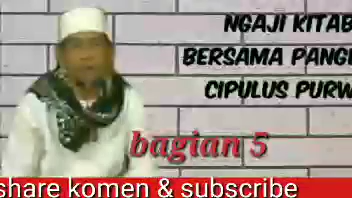 NGAJI KITAB
BERSAMA PANGE
CIPULUS PURW
bagian 5
share komen & subscribe